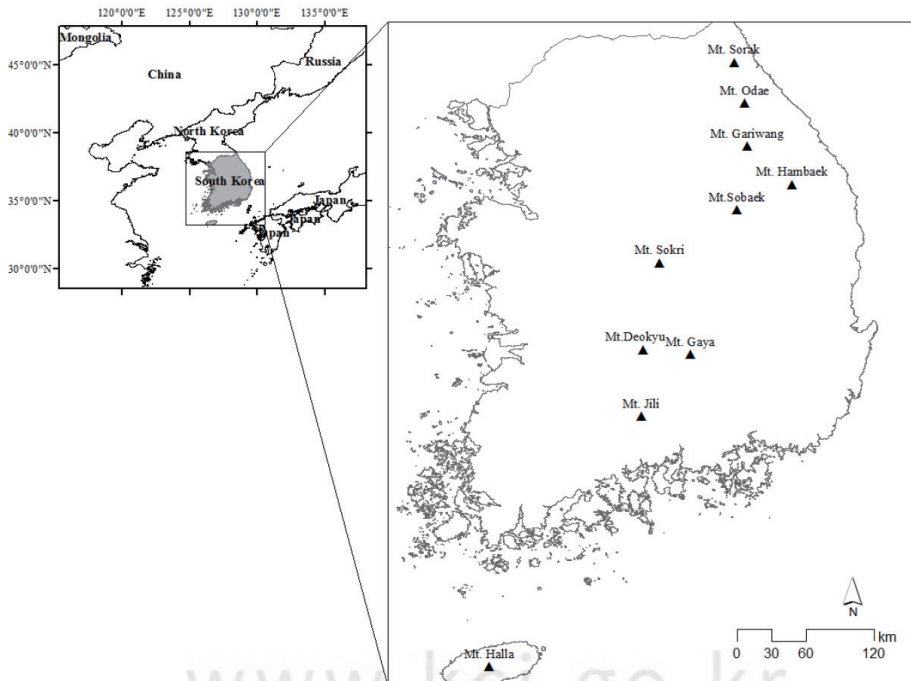 120°0'0"E 125°0'0"E 130°0'0"E 135°0'0"E
Mongolia
45°0'0"N
China
Russia
40°0'0"N
North Korea
South Korea
35°0'0"N
Japan
Japan
Japan
30°0'0"N
Mt. Sorak
Mt. Odae
Mt. Gariwang
Mt. Hambaek
Mt.Sobaek
Mt. Sokri
Mt.Deokyu
Mt. Gaya
Mt. Jili
Mt. Halla
N
km
0 30 60 120
www.kci.go.kr